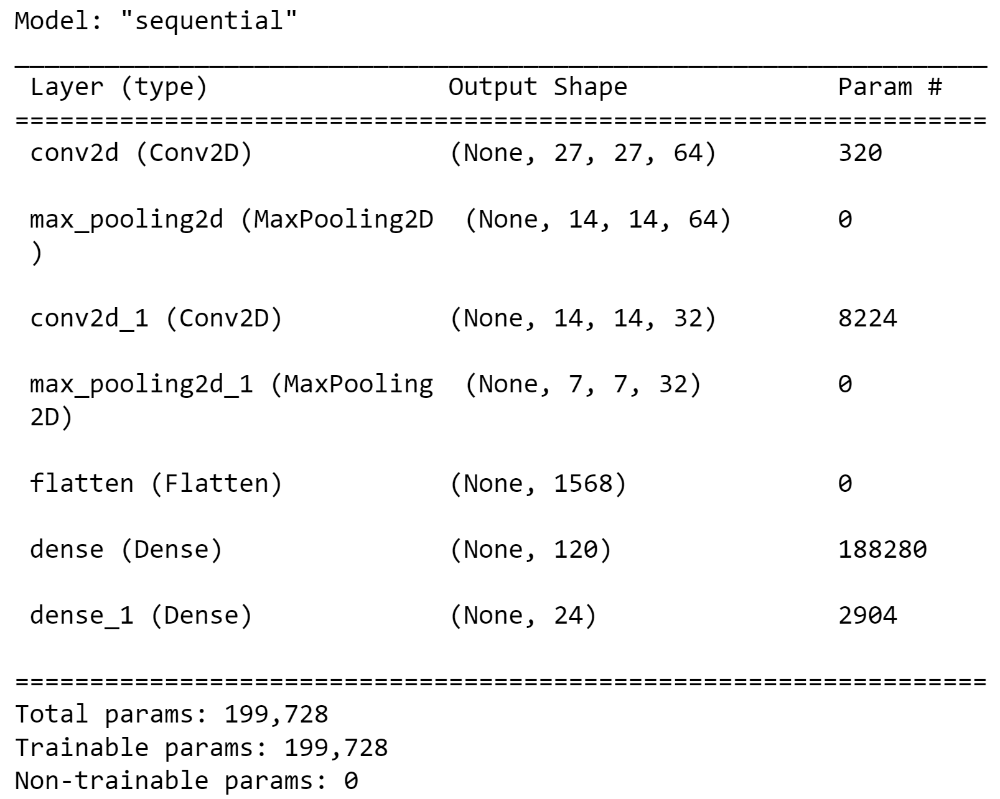 Model: "sequential"
_________________________________________________________________
Layer (type) Output Shape Param #
=================================================================
conv2d (Conv2D) (None, 27, 27, 64) 320
max_pooling2d (MaxPooling2D (None, 14, 14, 64) 0
)
conv2d_1 (Conv2D) (None, 14, 14, 32) 8224
max_pooling2d_1 (MaxPooling (None, 7, 7, 32) 0
2D)
flatten (Flatten) (None, 1568) 0
dense (Dense) (None, 120) 188280
dense_1 (Dense) (None, 24) 2904
=================================================================
Total params: 199,728
Trainable params: 199,728
Non-trainable params: 0